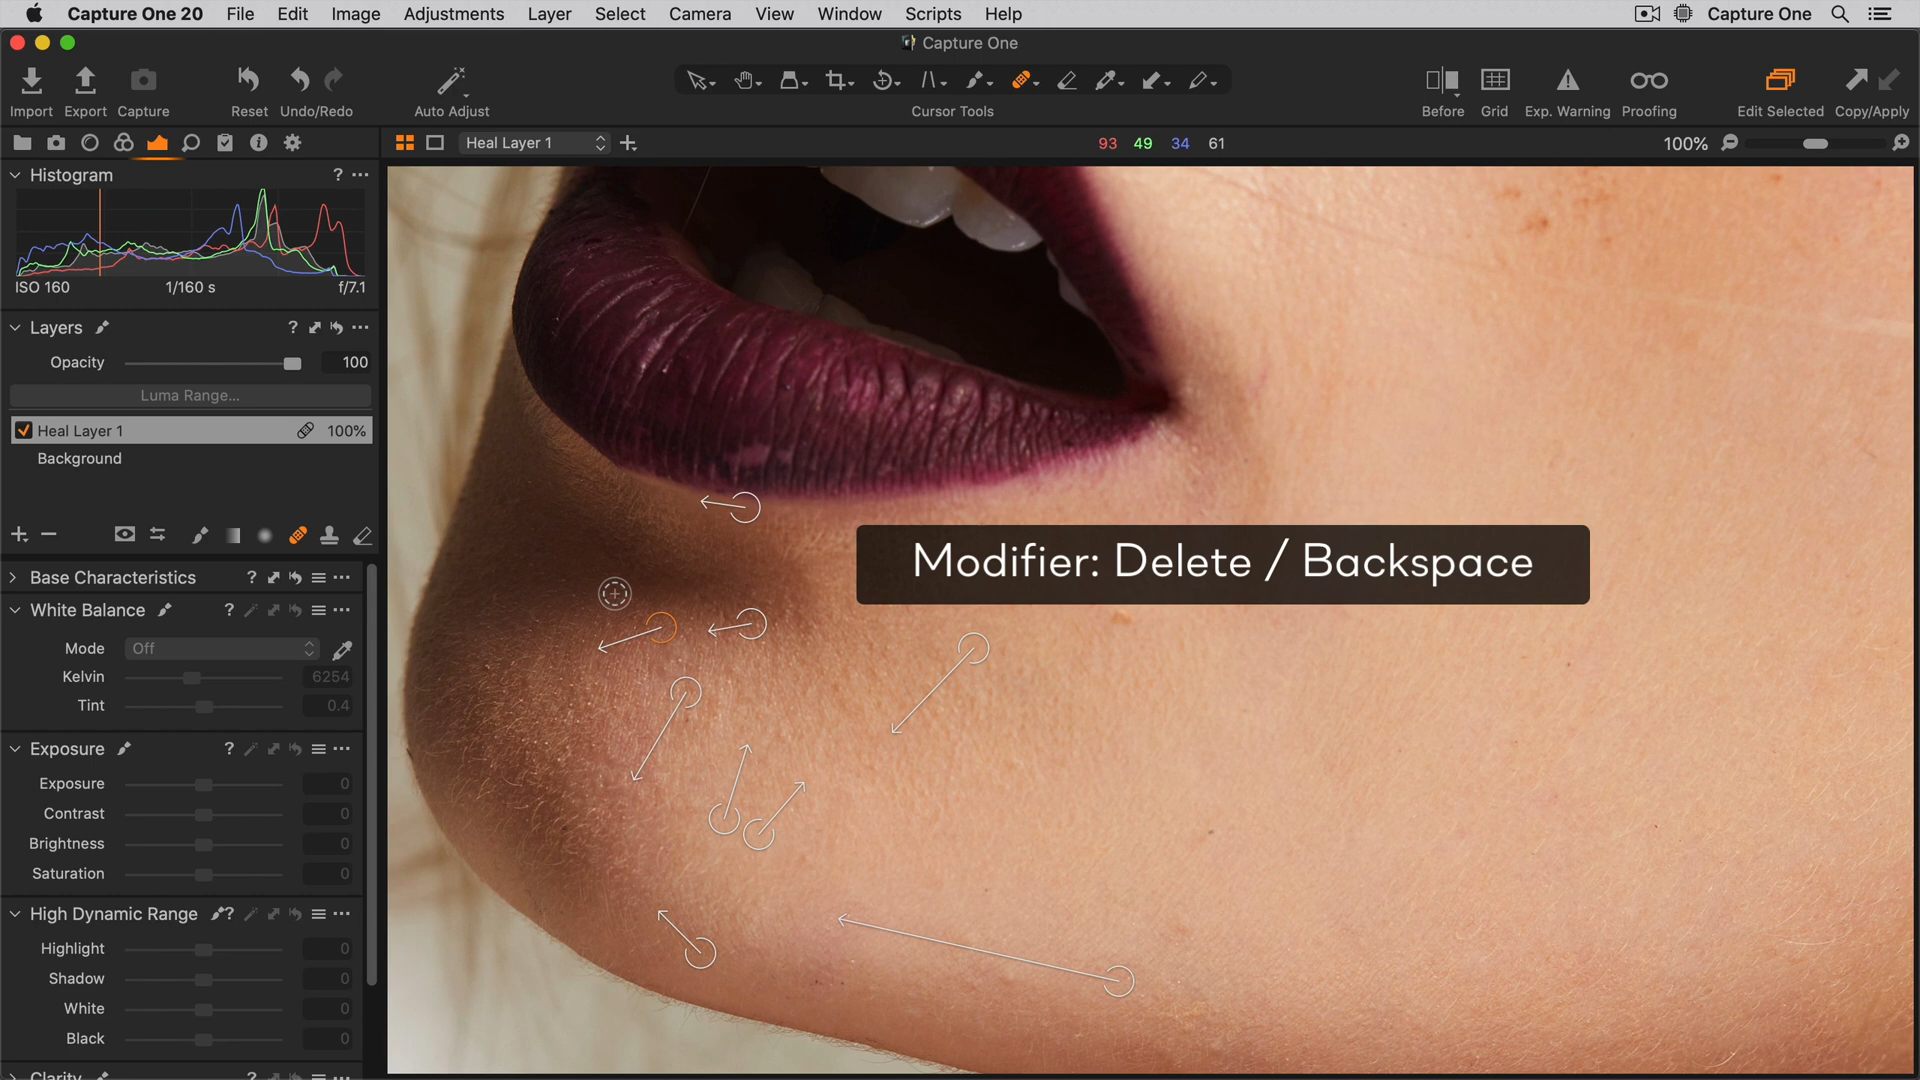 Capture One 20 File Edit Image Adjustments Layer Select Camera View Window Scripts Help Capture One
Capture One
Import Export Capture Reset Undo/Redo Auto Adjust Cursor Tools Before Grid Exp. Warning Proofing Edit Selected Copy/Apply
Heal Layer 1 93 49 34 61 100%
Histogram ?
ISO 160 1/160 s f/7.1
Layers ?
Opacity 100
Luma Range...
Heal Layer 1 100%
Background
Modifier: Delete / Backspace
Base Characteristics ?
White Balance ?
Mode Off
Kelvin 6254
Tint 0.4
Exposure ?
Exposure 0
Contrast 0
Brightness 0
Saturation 0
High Dynamic Range ?
Highlight 0
Shadow 0
White 0
Black 0
Clarity ?